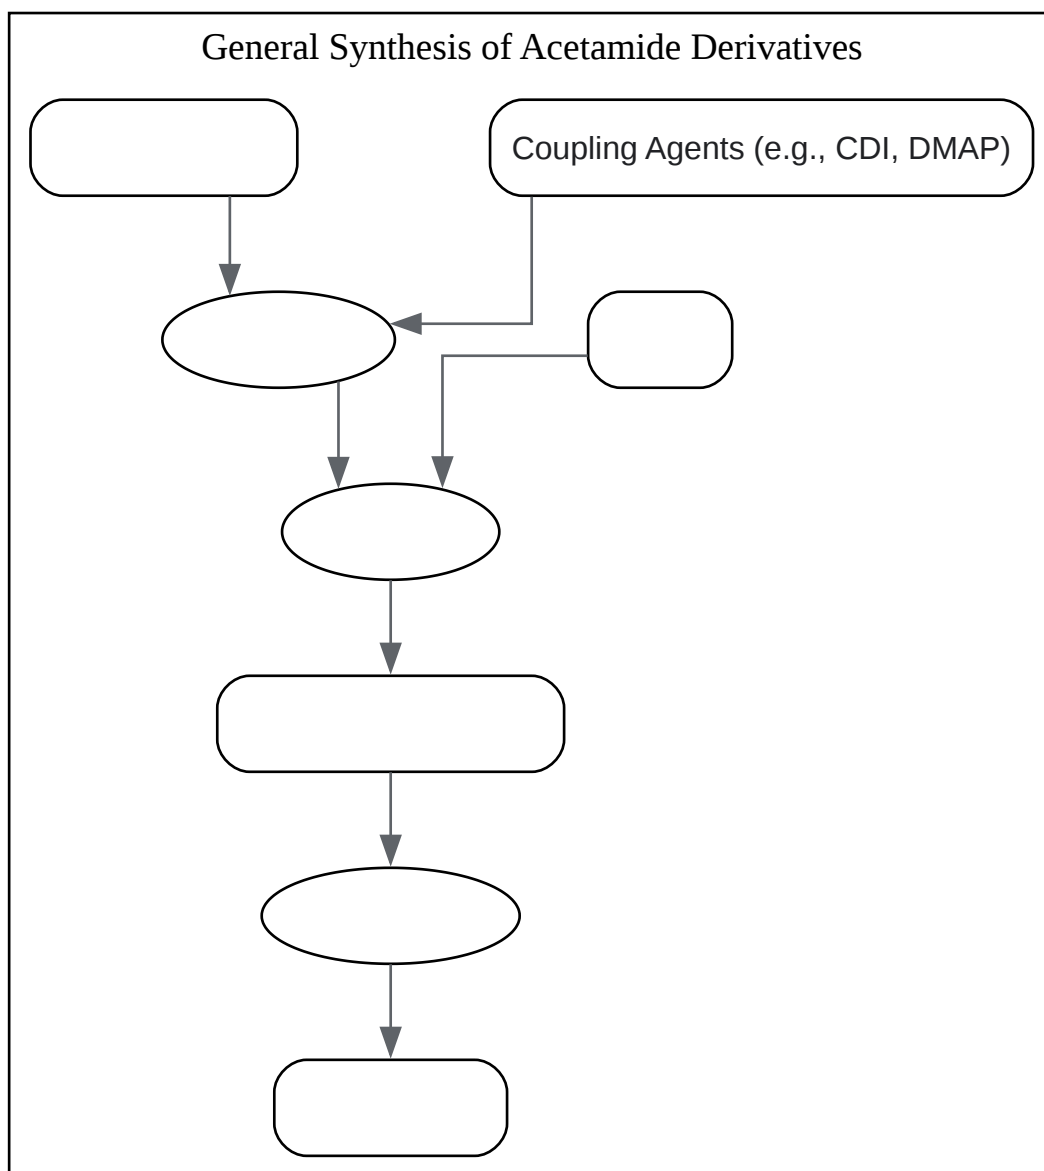 General Synthesis of Acetamide Derivatives
Coupling Agents (e.g., CDI, DMAP)